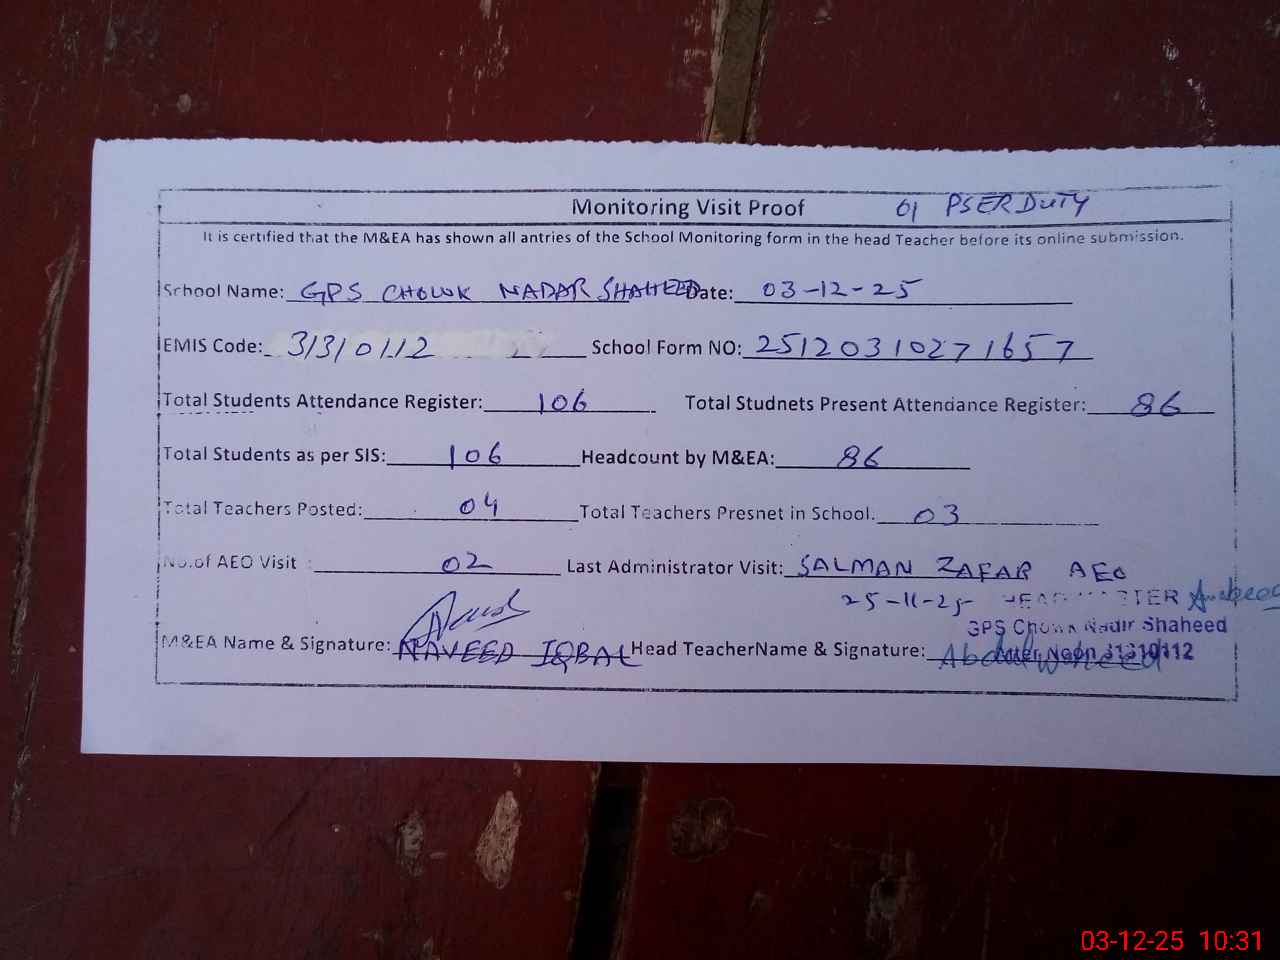 Monitoring Visit Proof 01 PSER DUTY
It is certified that the M&EA has shown all antries of the School Monitoring form in the head Teacher before its online submission.
School Name: GPS CHOWK NADAR SHAHEED Date: 03-12-25
EMIS Code: 31310112 School Form NO: 25120310271657
Total Students Attendance Register: 106 Total Studnets Present Attendance Register: 86
Total Students as per SIS: 106 Headcount by M&EA: 86
Total Teachers Posted: 04 Total Teachers Presnet in School. 03
No.of AEO Visit : 02 Last Administrator Visit: SALMAN ZAFAR AEO
25-11-25 HEADMASTER
GPS Chowk Nadir Shaheed
M&EA Name & Signature: NAVEED IQBAL Head TeacherName & Signature: Abdul Waheed 31310112
03-12-25 10:31